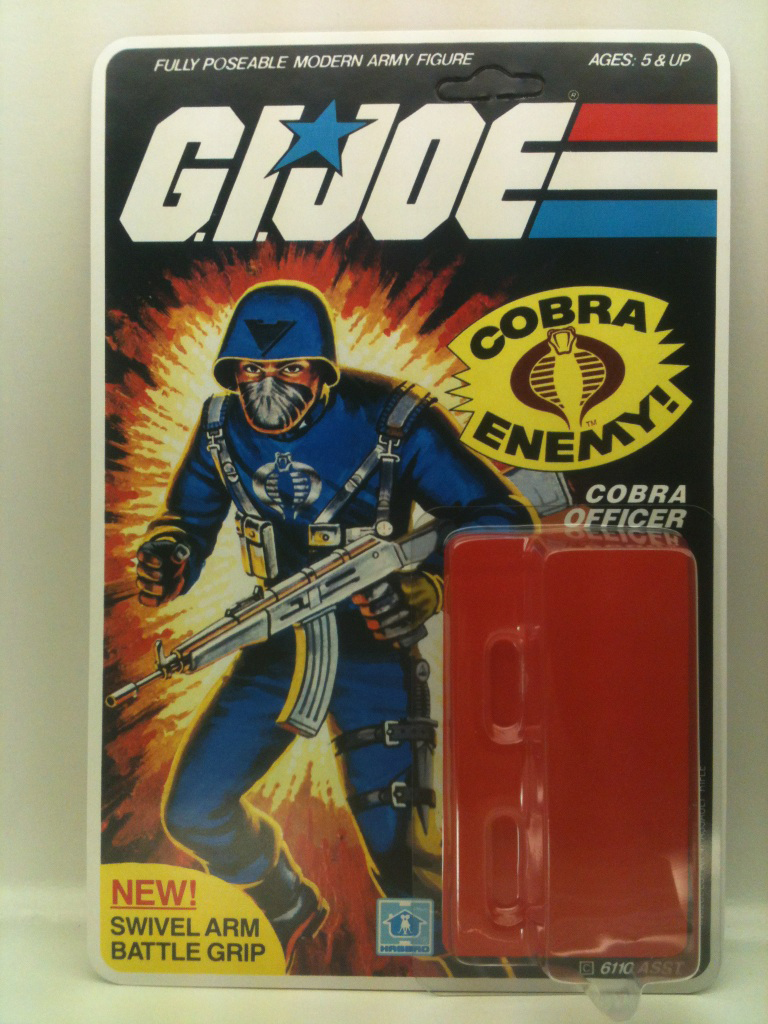 FULLY POSEABLE MODERN ARMY FIGURE
AGES: 5 & UP
G.I.JOE®
COBRA
ENEMY!
TM
COBRA
OFFICER
NEW!
SWIVEL ARM
BATTLE GRIP
HASBRO
C 6110 ASST